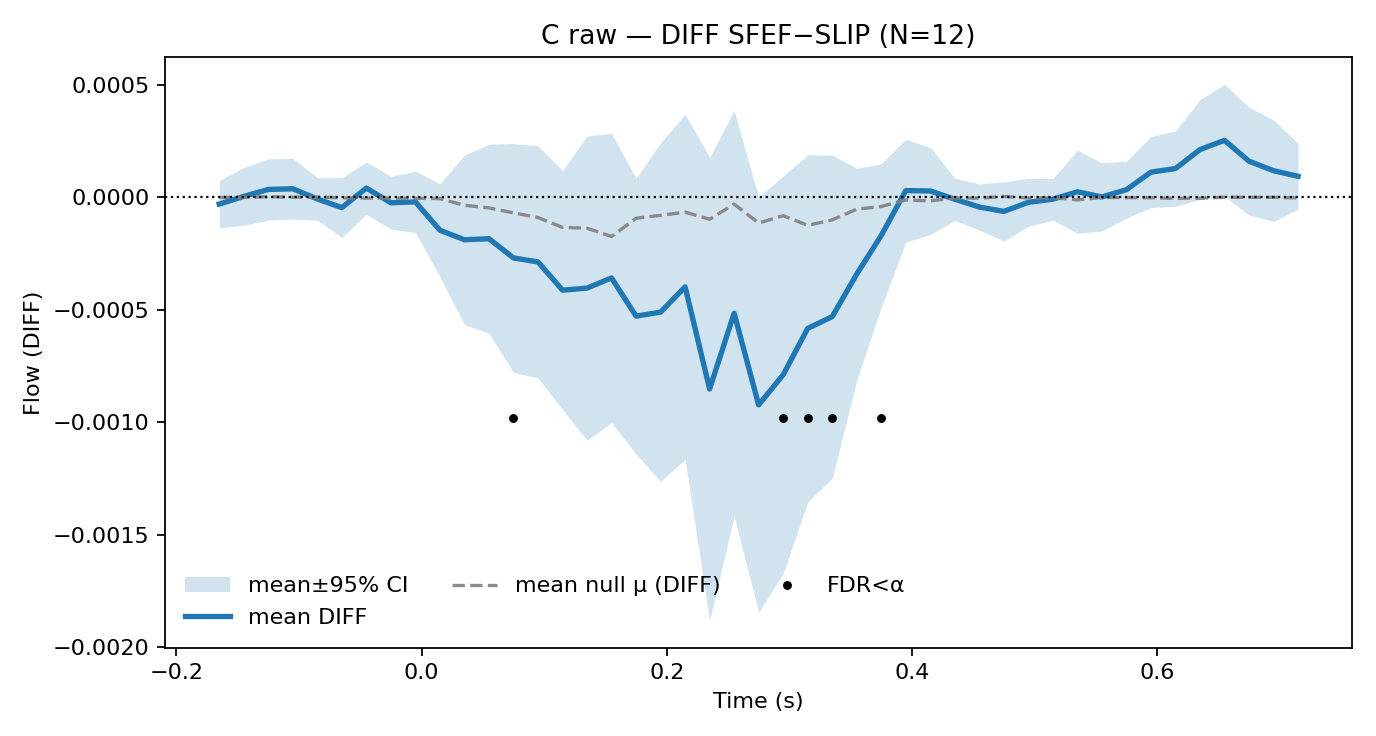 C raw — DIFF SFEF−SLIP (N=12)
Flow (DIFF)
0.0005
0.0000
−0.0005
−0.0010
−0.0015
−0.0020
mean±95% CI
mean DIFF
mean null μ (DIFF)
FDR<α
−0.2
0.0
0.2
0.4
0.6
Time (s)